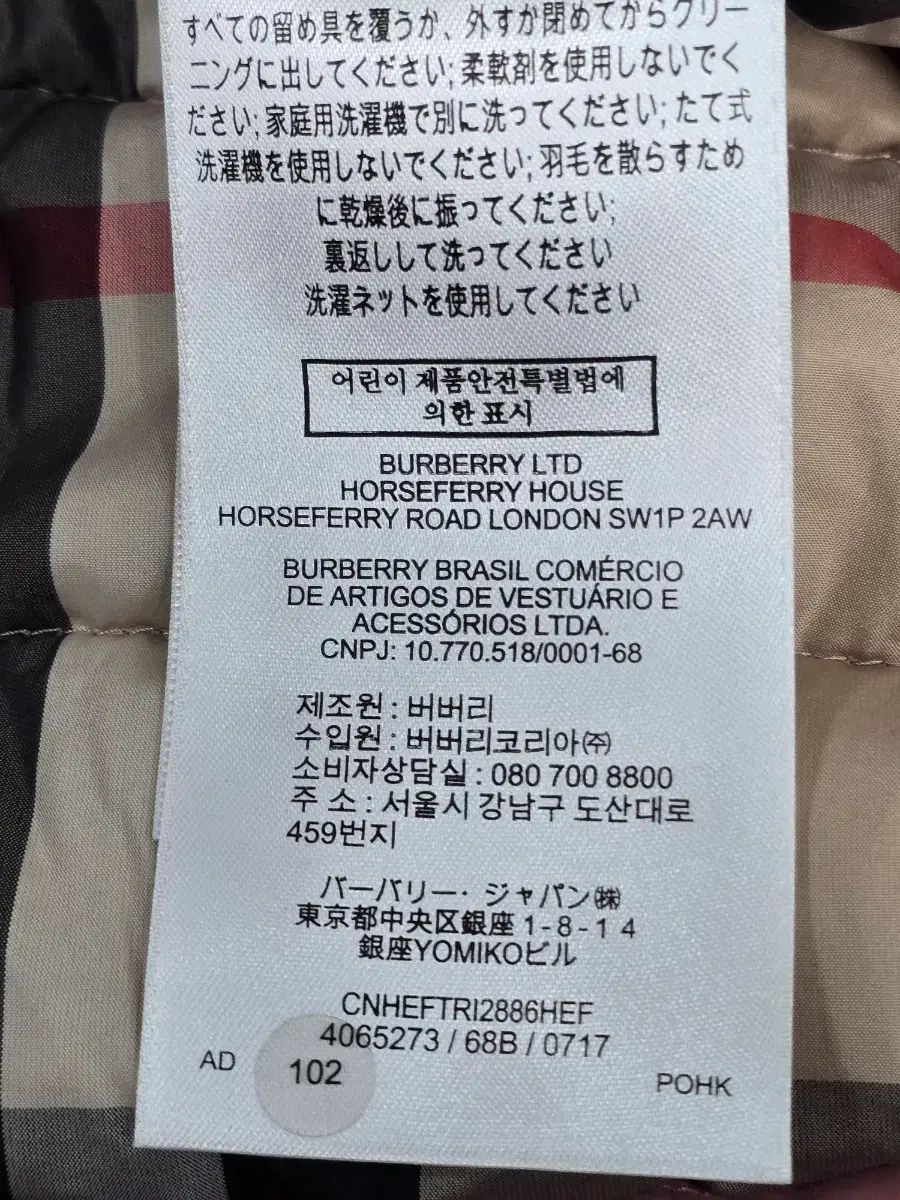 すべての留め具を覆うか、外すか閉めてからクリー
ニングに出してください; 柔軟剤を使用しないでく
ださい; 家庭用洗濯機で別に洗ってください; たて式
洗濯機を使用しないでください; 羽毛を散らすため
に乾燥後に振ってください;
裏返しして洗ってください
洗濯ネットを使用してください
어린이 제품안전특별법에
의한 표시
BURBERRY LTD
HORSEFERRY HOUSE
HORSEFERRY ROAD LONDON SW1P 2AW
BURBERRY BRASIL COMÉRCIO
DE ARTIGOS DE VESTUÁRIO E
ACESSÓRIOS LTDA.
CNPJ: 10.770.518/0001-68
제조원 : 버버리
수입원 : 버버리코리아㈜
소비자상담실 : 080 700 8800
주 소 : 서울시 강남구 도산대로
459번지
バーバリー・ジャパン㈱
東京都中央区銀座 1 - 8 - 1 4
銀座YOMIKOビル
CNHEFTRI2886HEF
4065273 / 68B / 0717
AD 102 POHK